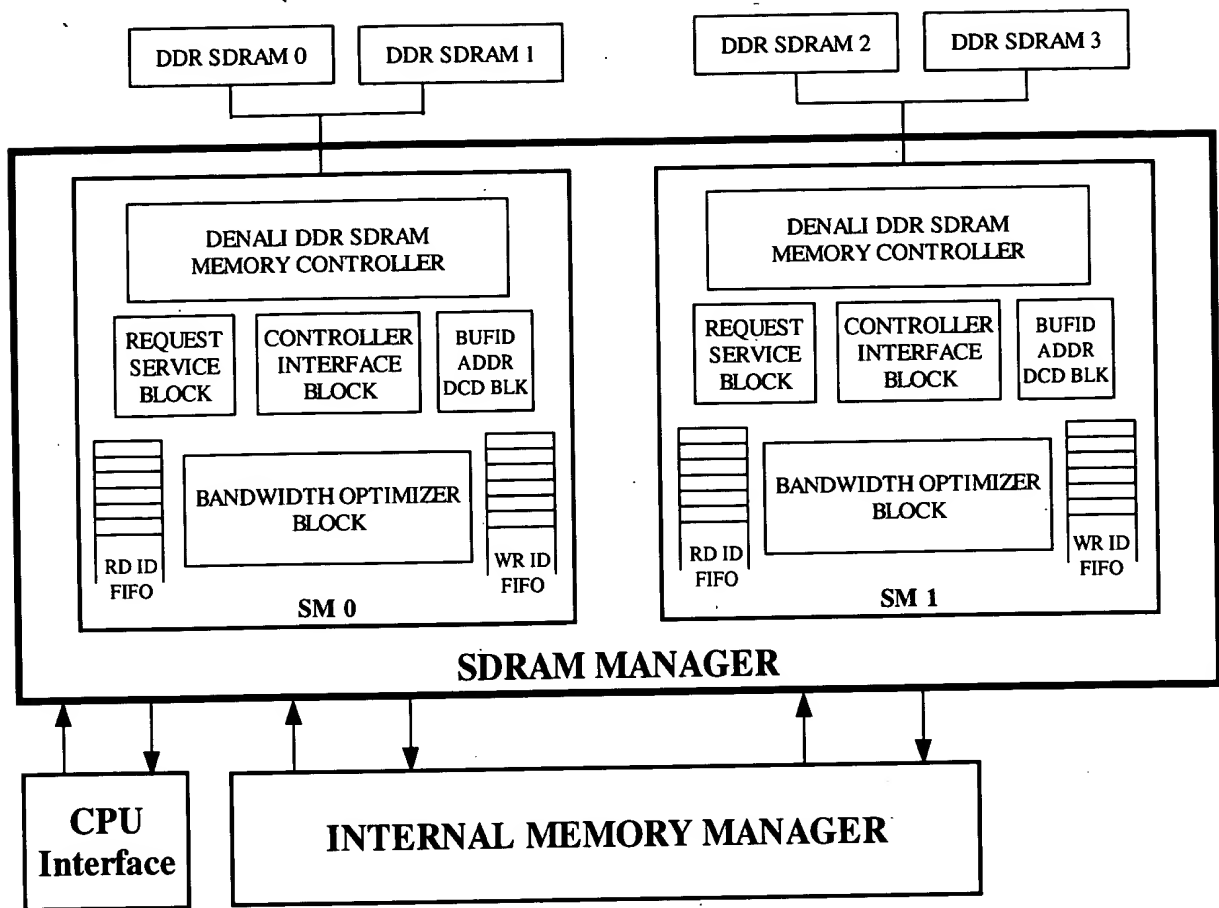 DDR SDRAM 0
DDR SDRAM 1
DDR SDRAM 2
DDR SDRAM 3
DENALI DDR SDRAM
MEMORY CONTROLLER
REQUEST
SERVICE
BLOCK
CONTROLLER
INTERFACE
BLOCK
BUFID
ADDR
DCD BLK
RD ID
FIFO
BANDWIDTH OPTIMIZER
BLOCK
WR ID
FIFO
SM 0
DENALI DDR SDRAM
MEMORY CONTROLLER
REQUEST
SERVICE
BLOCK
CONTROLLER
INTERFACE
BLOCK
BUFID
ADDR
DCD BLK
RD ID
FIFO
BANDWIDTH OPTIMIZER
BLOCK
WR ID
FIFO
SM 1
SDRAM MANAGER
CPU
Interface
INTERNAL MEMORY MANAGER